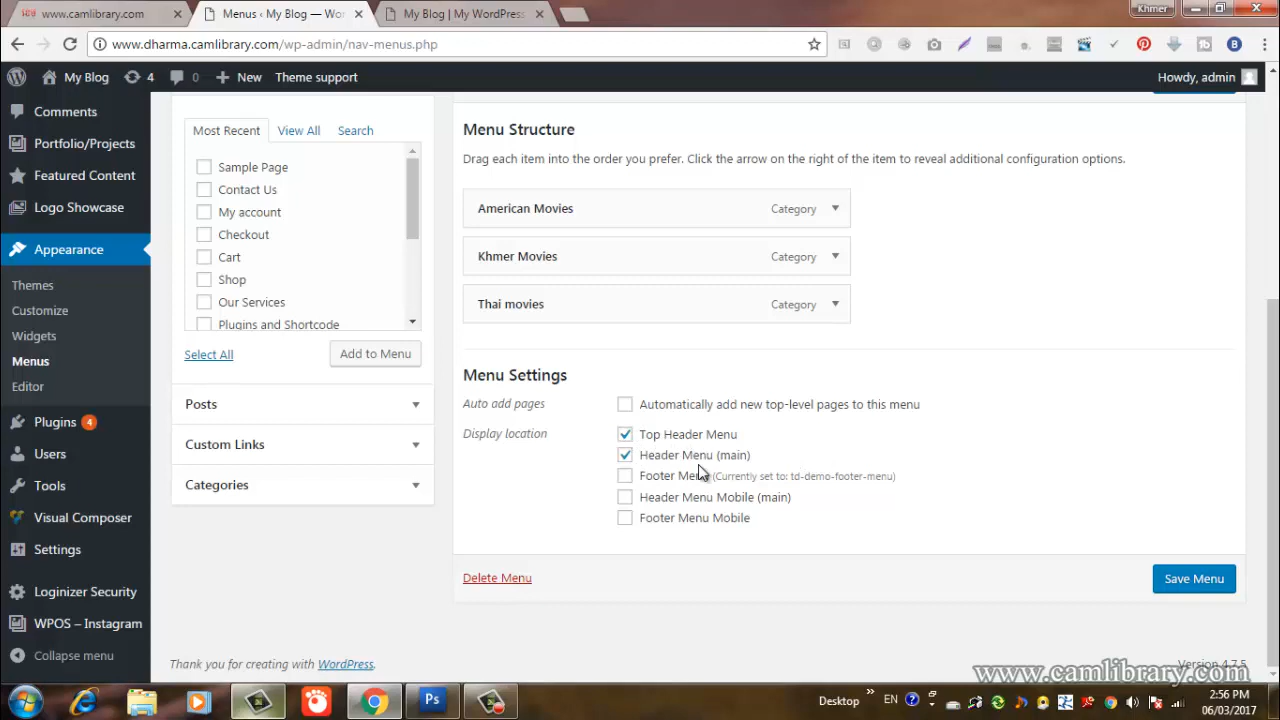 www.camlibrary.com
Menus ‹ My Blog — Wor
My Blog | My WordPress
Khmer
www.dharma.camlibrary.com/wp-admin/nav-menus.php
My Blog
4
0
New
Theme support
Howdy, admin
Comments
Portfolio/Projects
Featured Content
Logo Showcase
Appearance
Themes
Customize
Widgets
Menus
Editor
Plugins 4
Users
Tools
Visual Composer
Settings
Loginizer Security
WPOS – Instagram
Collapse menu
Most Recent
View All
Search
Sample Page
Contact Us
My account
Checkout
Cart
Shop
Our Services
Plugins and Shortcode
Select All
Add to Menu
Posts
Custom Links
Categories
Menu Structure
Drag each item into the order you prefer. Click the arrow on the right of the item to reveal additional configuration options.
American Movies Category
Khmer Movies Category
Thai movies Category
Menu Settings
Auto add pages
Automatically add new top-level pages to this menu
Display location
Top Header Menu
Header Menu (main)
Footer Menu (Currently set to: td-demo-footer-menu)
Header Menu Mobile (main)
Footer Menu Mobile
Delete Menu
Save Menu
Thank you for creating with WordPress.
Version 4.7.5
www.camlibrary.com
Ps
Desktop
EN
2:56 PM
06/03/2017